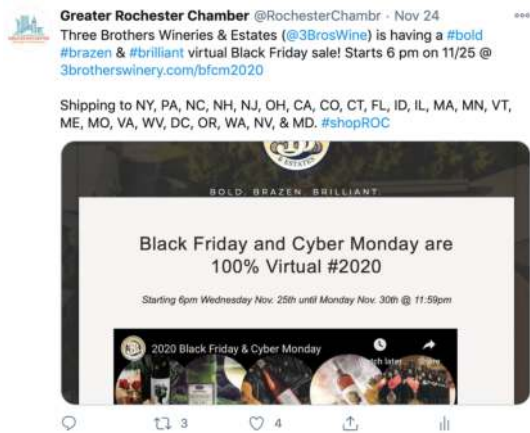 Greater Rochester Chamber @RochesterChambr · Nov 24
Three Brothers Wineries & Estates (@3BrosWine) is having a #bold
#brazen & #brilliant virtual Black Friday sale! Starts 6 pm on 11/25 @
3brotherswinery.com/bfcm2020
Shipping to NY, PA, NC, NH, NJ, OH, CA, CO, CT, FL, ID, IL, MA, MN, VT,
ME, MO, VA, WV, DC, OR, WA, NV, & MD. #shopROC
& ESTATES
BOLD. BRAZEN. BRILLIANT.
Black Friday and Cyber Monday are
100% Virtual #2020
Starting 6pm Wednesday Nov. 25th until Monday Nov. 30th @ 11:59pm
2020 Black Friday & Cyber Monday
Watch later Share
3 4